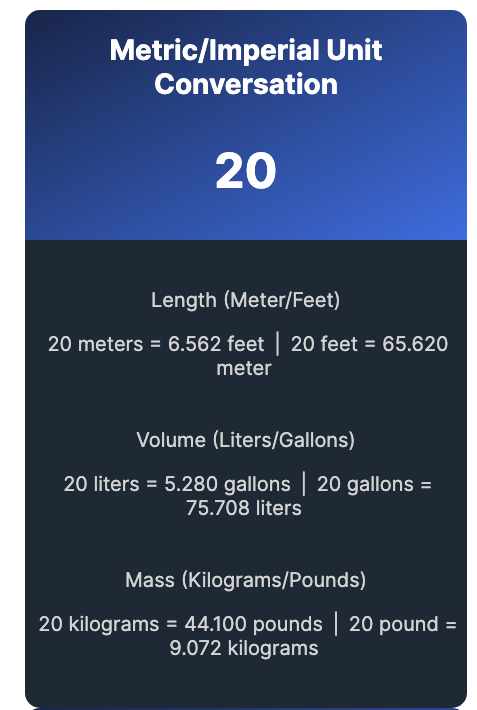 Metric/Imperial Unit
Conversation
20
Length (Meter/Feet)
20 meters = 6.562 feet | 20 feet = 65.620
meter
Volume (Liters/Gallons)
20 liters = 5.280 gallons | 20 gallons =
75.708 liters
Mass (Kilograms/Pounds)
20 kilograms = 44.100 pounds | 20 pound =
9.072 kilograms